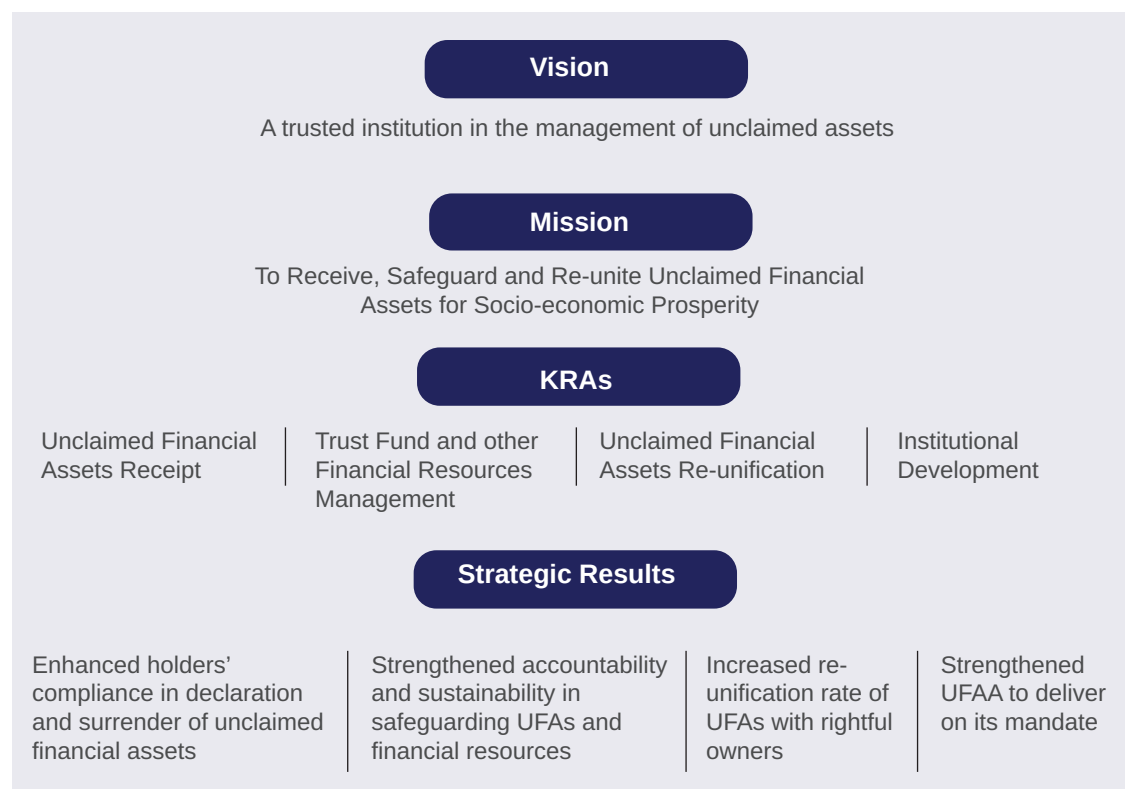 Vision
A trusted institution in the management of unclaimed assets
Mission
To Receive, Safeguard and Re-unite Unclaimed Financial
Assets for Socio-economic Prosperity
KRAs
Unclaimed Financial
Assets Receipt
Trust Fund and other
Financial Resources
Management
Unclaimed Financial
Assets Re-unification
Institutional
Development
Strategic Results
Enhanced holders’
compliance in declaration
and surrender of unclaimed
financial assets
Strengthened accountability
and sustainability in
safeguarding UFAs and
financial resources
Increased re-
unification rate of
UFAs with rightful
owners
Strengthened
UFAA to deliver
on its mandate